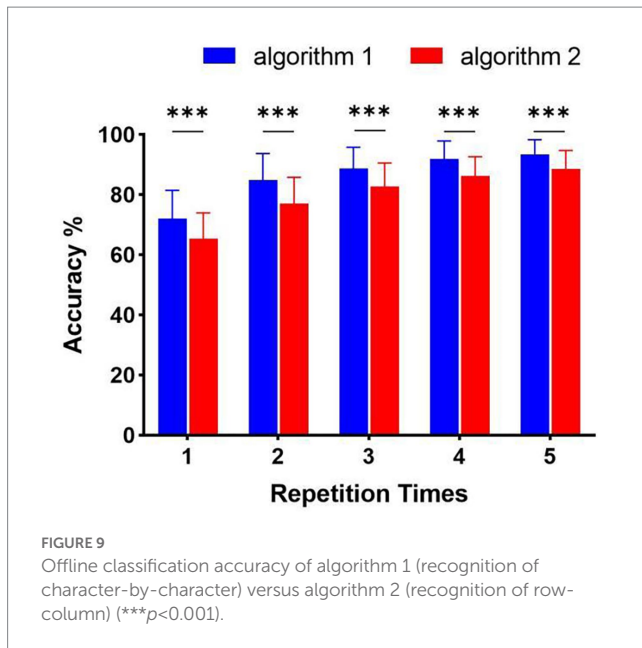 algorithm 1 algorithm 2
*** *** *** *** ***
100
80
60
40
20
0
Accuracy %
1 2 3 4 5
Repetition Times
FIGURE 9
Offline classification accuracy of algorithm 1 (recognition of
character-by-character) versus algorithm 2 (recognition of row-
column) (***p<0.001).